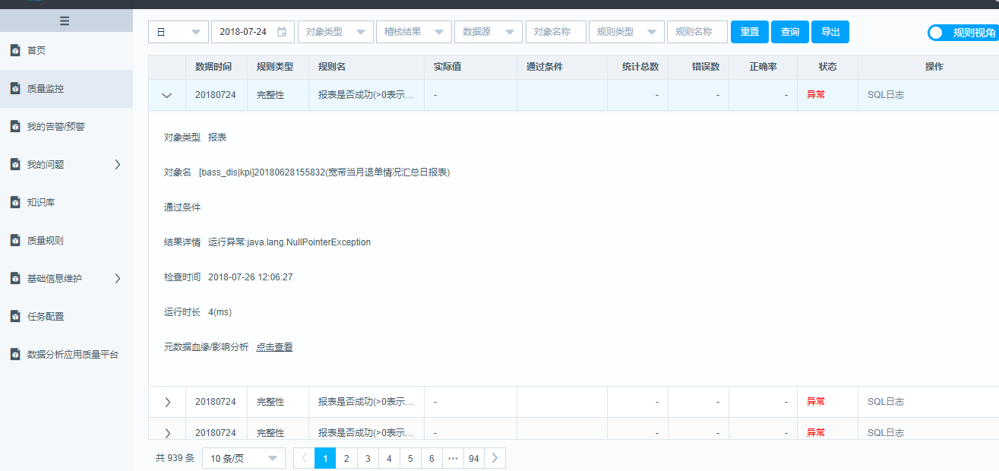 日 2018-07-24 对象类型 稽核结果 数据源 对象名称 规则类型 规则名称 重置 查询 导出 规则视角
首页
质量监控
我的告警/预警
我的问题
知识库
质量规则
基础信息维护
任务配置
数据分析应用质量平台
数据时间 规则类型 规则名 实际值 通过条件 统计总数 错误数 正确率 状态 操作
20180724 完整性 报表是否成功(>0表示... - - - - 异常 SQL日志
对象类型 报表
对象名 [bass_dis|kpi]20180628155832(宽带当月退单情况汇总日报表)
通过条件
结果详情 运行异常:java.lang.NullPointerException
检查时间 2018-07-26 12:06:27
运行时长 4(ms)
元数据血缘/影响分析 点击查看
20180724 完整性 报表是否成功(>0表示... - - - - 异常 SQL日志
20180724 完整性 报表是否成功(>0表示... - - - - 异常 SQL日志
共 939 条 10 条/页 1 2 3 4 5 6 ··· 94